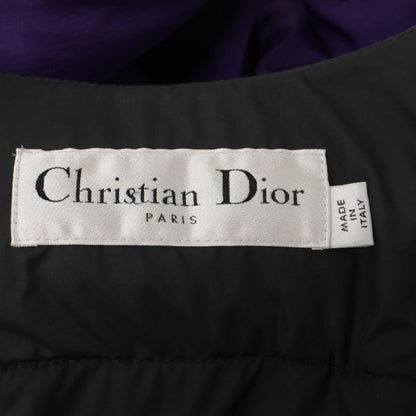 Christian Dior
PARIS
MADE
IN
ITALY